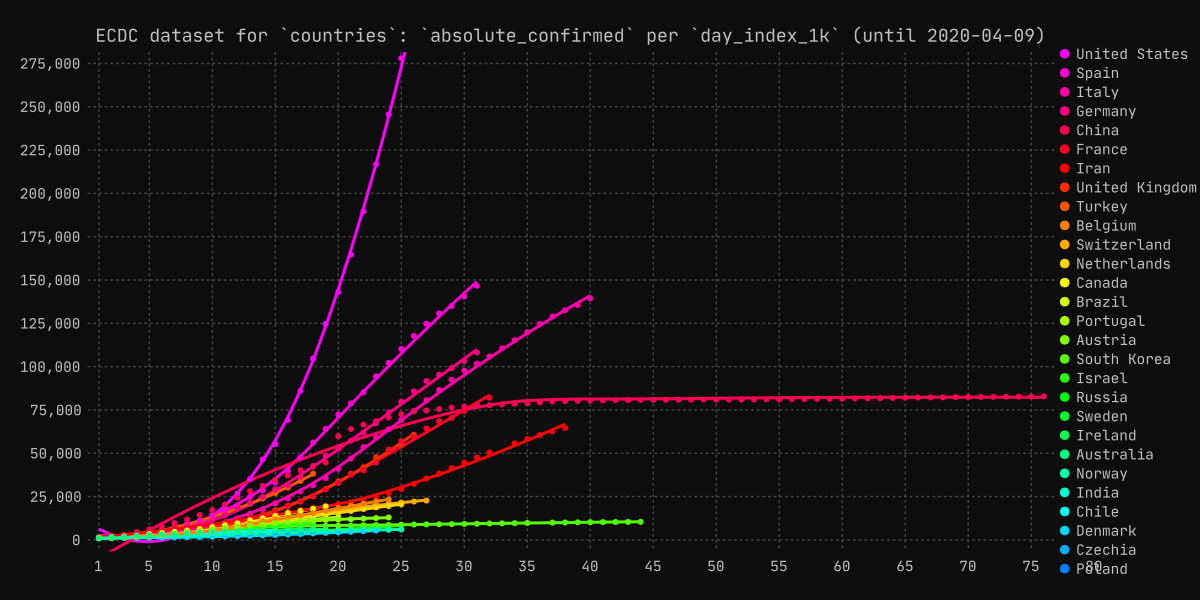 ECDC dataset for `countries`: `absolute_confirmed` per `day_index_1k` (until 2020-04-09)
275,000
250,000
225,000
200,000
175,000
150,000
125,000
100,000
75,000
50,000
25,000
0
1 5 10 15 20 25 30 35 40 45 50 55 60 65 70 75 80
United States
Spain
Italy
Germany
China
France
Iran
United Kingdom
Turkey
Belgium
Switzerland
Netherlands
Canada
Brazil
Portugal
Austria
South Korea
Israel
Russia
Sweden
Ireland
Australia
Norway
India
Chile
Denmark
Czechia
Poland